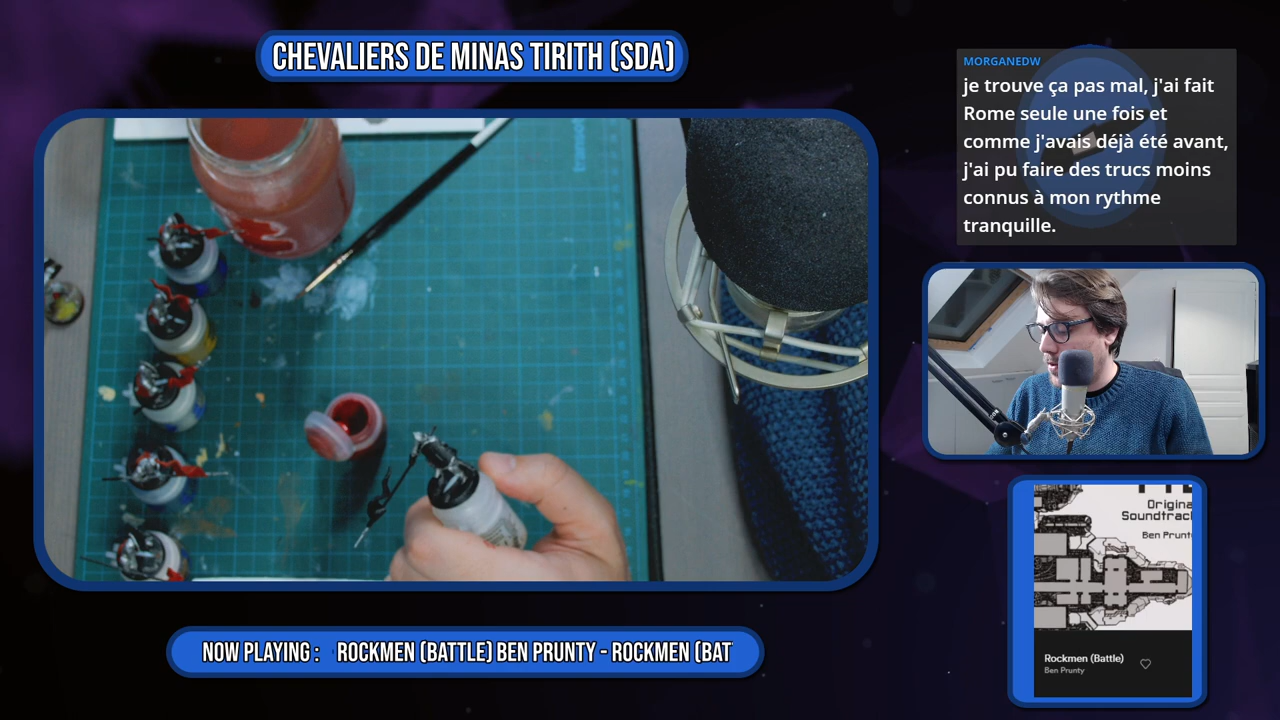 CHEVALIERS DE MINAS TIRITH (SDA)
MORGANEDW
je trouve ça pas mal, j'ai fait
Rome seule une fois et
comme j'avais déjà été avant,
j'ai pu faire des trucs moins
connus à mon rythme
tranquille.
Original
Soundtrack
Ben Prunty
Rockmen (Battle)
Ben Prunty
NOW PLAYING : ROCKMEN (BATTLE) BEN PRUNTY - ROCKMEN (BAT